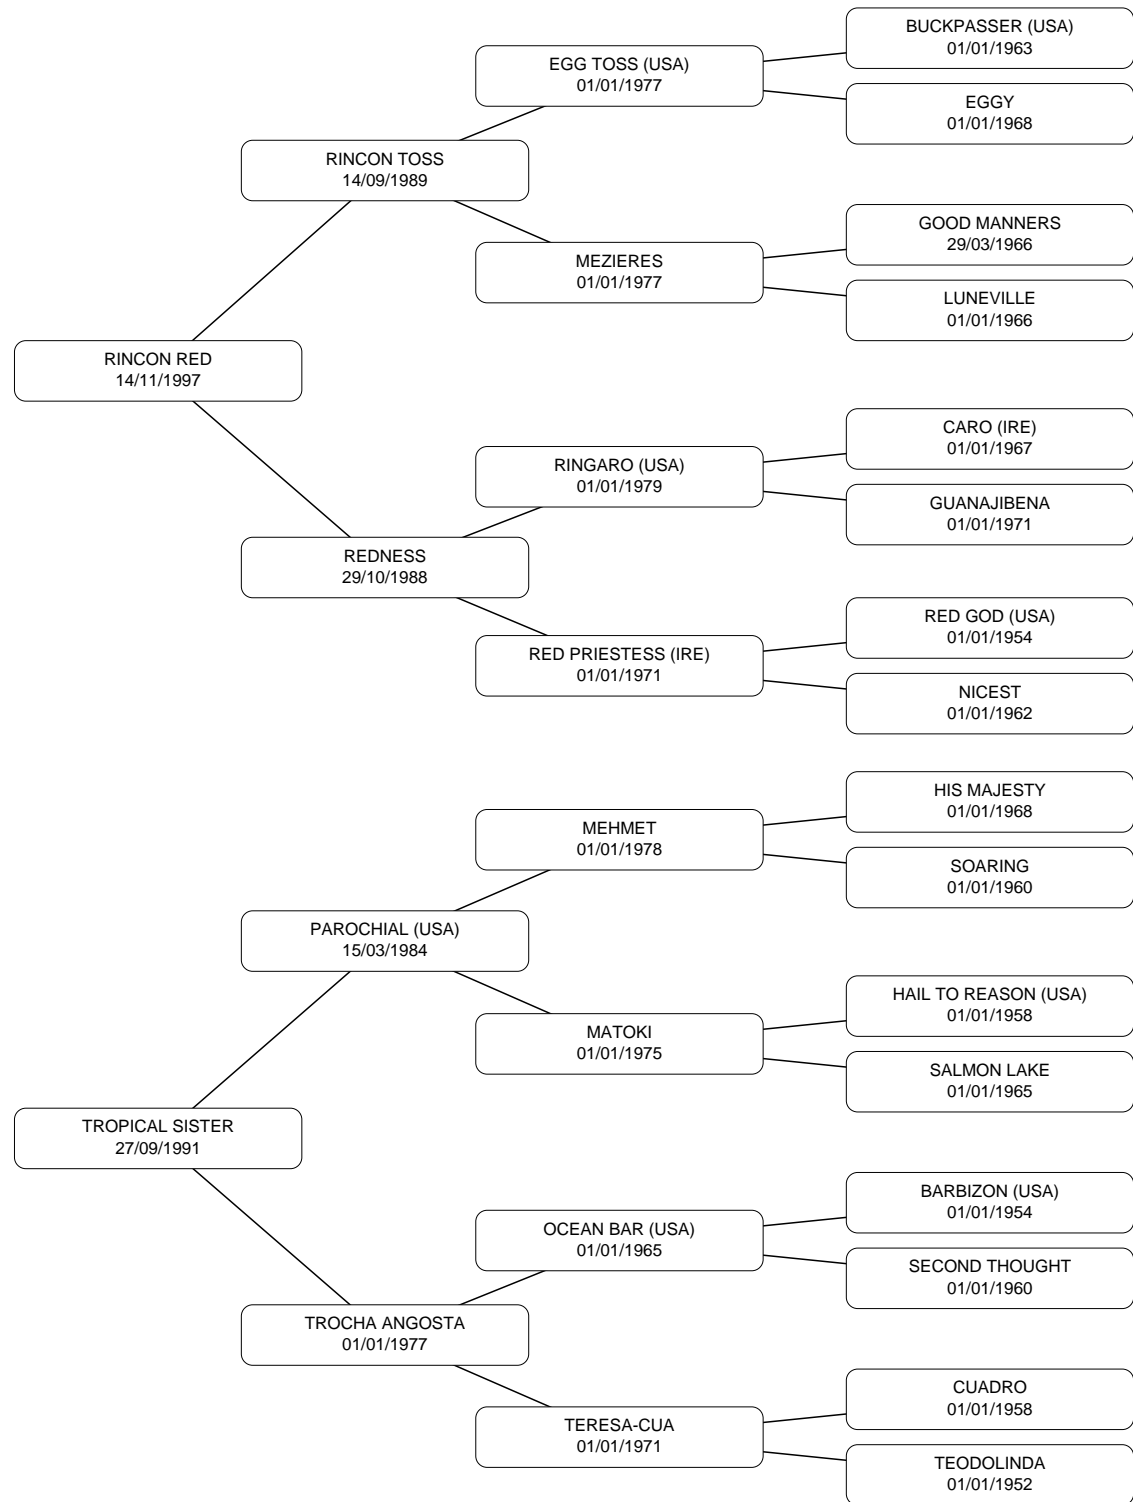 BUCKPASSER (USA)
01/01/1963
EGG TOSS (USA)
01/01/1977
EGGY
01/01/1968
RINCON TOSS
14/09/1989
GOOD MANNERS
29/03/1966
MEZIERES
01/01/1977
LUNEVILLE
01/01/1966
RINCON RED
14/11/1997
CARO (IRE)
01/01/1967
RINGARO (USA)
01/01/1979
GUANAJIBENA
01/01/1971
REDNESS
29/10/1988
RED GOD (USA)
01/01/1954
RED PRIESTESS (IRE)
01/01/1971
NICEST
01/01/1962
HIS MAJESTY
01/01/1968
MEHMET
01/01/1978
SOARING
01/01/1960
PAROCHIAL (USA)
15/03/1984
HAIL TO REASON (USA)
01/01/1958
MATOKI
01/01/1975
SALMON LAKE
01/01/1965
TROPICAL SISTER
27/09/1991
BARBIZON (USA)
01/01/1954
OCEAN BAR (USA)
01/01/1965
SECOND THOUGHT
01/01/1960
TROCHA ANGOSTA
01/01/1977
CUADRO
01/01/1958
TERESA-CUA
01/01/1971
TEODOLINDA
01/01/1952